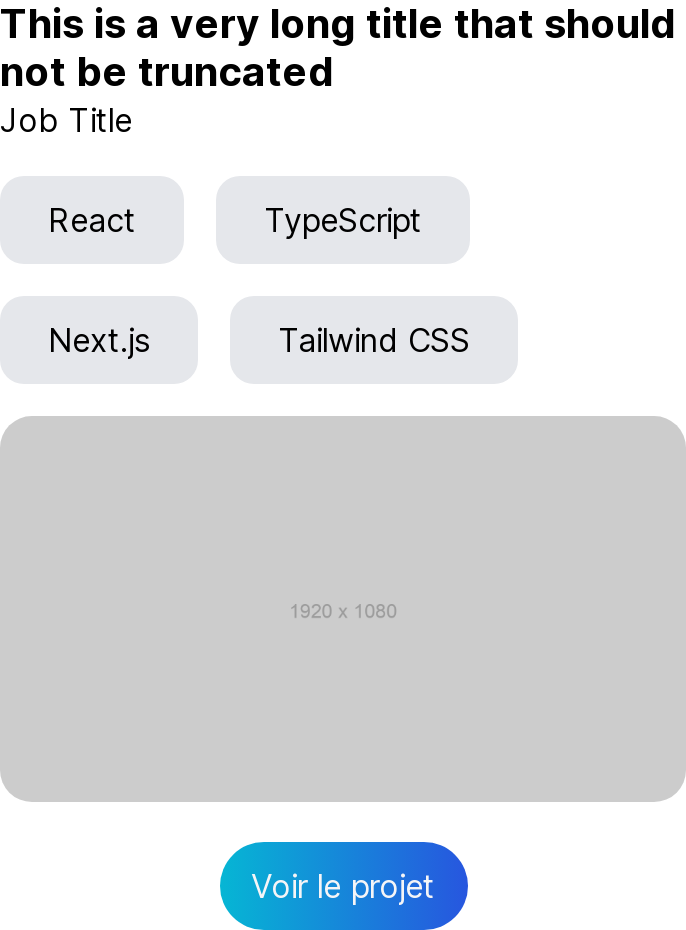 This is a very long title that should
not be truncated
Job Title
React TypeScript
Next.js Tailwind CSS
1920 x 1080
Voir le projet